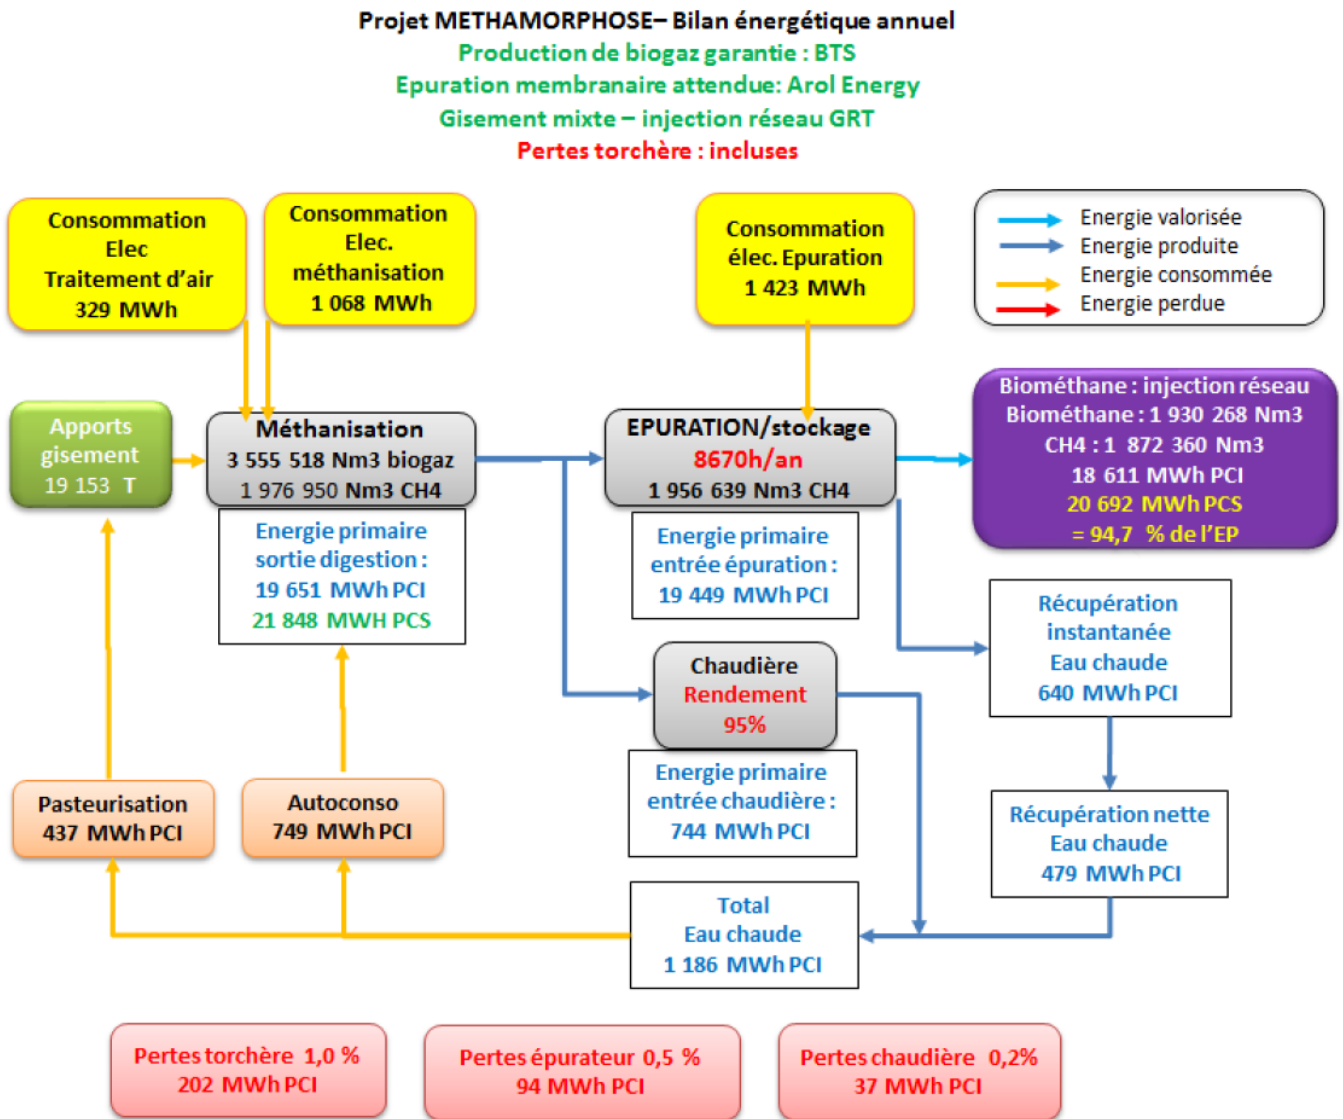 Projet METHAMORPHOSE– Bilan énergétique annuel
Production de biogaz garantie : BTS
Epuration membranaire attendue: Arol Energy
Gisement mixte – injection réseau GRT
Pertes torchère : incluses
Consommation
Elec
Traitement d'air
329 MWh
Consommation
Elec.
méthanisation
1 068 MWh
Consommation
élec. Epuration
1 423 MWh
Energie valorisée
Energie produite
Energie consommée
Energie perdue
Apports
gisement
19 153 T
Méthanisation
3 555 518 Nm3 biogaz
1 976 950 Nm3 CH4
Energie primaire
sortie digestion :
19 651 MWh PCI
21 848 MWH PCS
EPURATION/stockage
8670h/an
1 956 639 Nm3 CH4
Energie primaire
entrée épuration :
19 449 MWh PCI
Biométhane : injection réseau
Biométhane : 1 930 268 Nm3
CH4 : 1 872 360 Nm3
18 611 MWh PCI
20 692 MWh PCS
= 94,7 % de l'EP
Récupération
instantanée
Eau chaude
640 MWh PCI
Chaudière
Rendement
95%
Energie primaire
entrée chaudière :
744 MWh PCI
Pasteurisation
437 MWh PCI
Autoconso
749 MWh PCI
Récupération nette
Eau chaude
479 MWh PCI
Total
Eau chaude
1 186 MWh PCI
Pertes torchère 1,0 %
202 MWh PCI
Pertes épurateur 0,5 %
94 MWh PCI
Pertes chaudière 0,2%
37 MWh PCI